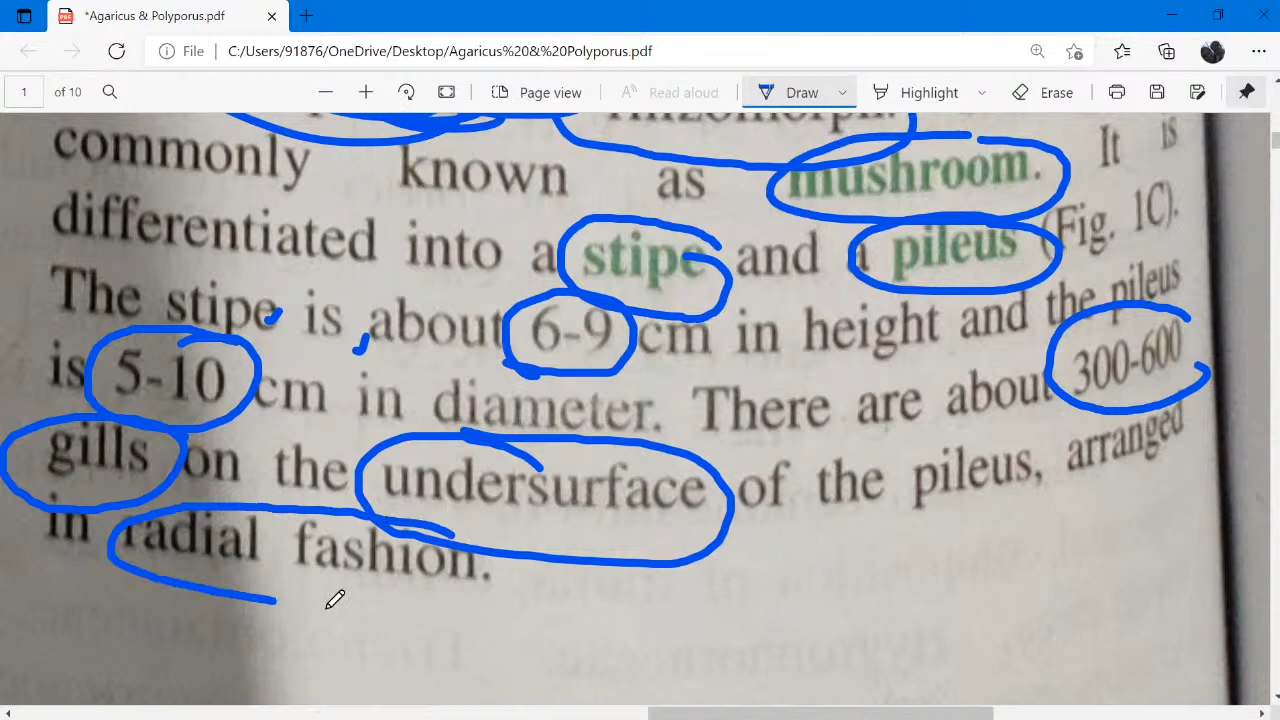 *Agaricus & Polyporus.pdf
File C:/Users/91876/OneDrive/Desktop/Agaricus%20&%20Polyporus.pdf
1 of 10 Page view Read aloud Draw Highlight Erase
rhizomorph.
commonly known as mushroom. It is
differentiated into a stipe and a pileus (Fig. 1C).
The stipe is about 6-9 cm in height and the pileus
is 5-10 cm in diameter. There are about 300-600
gills on the undersurface of the pileus, arranged
in radial fashion.